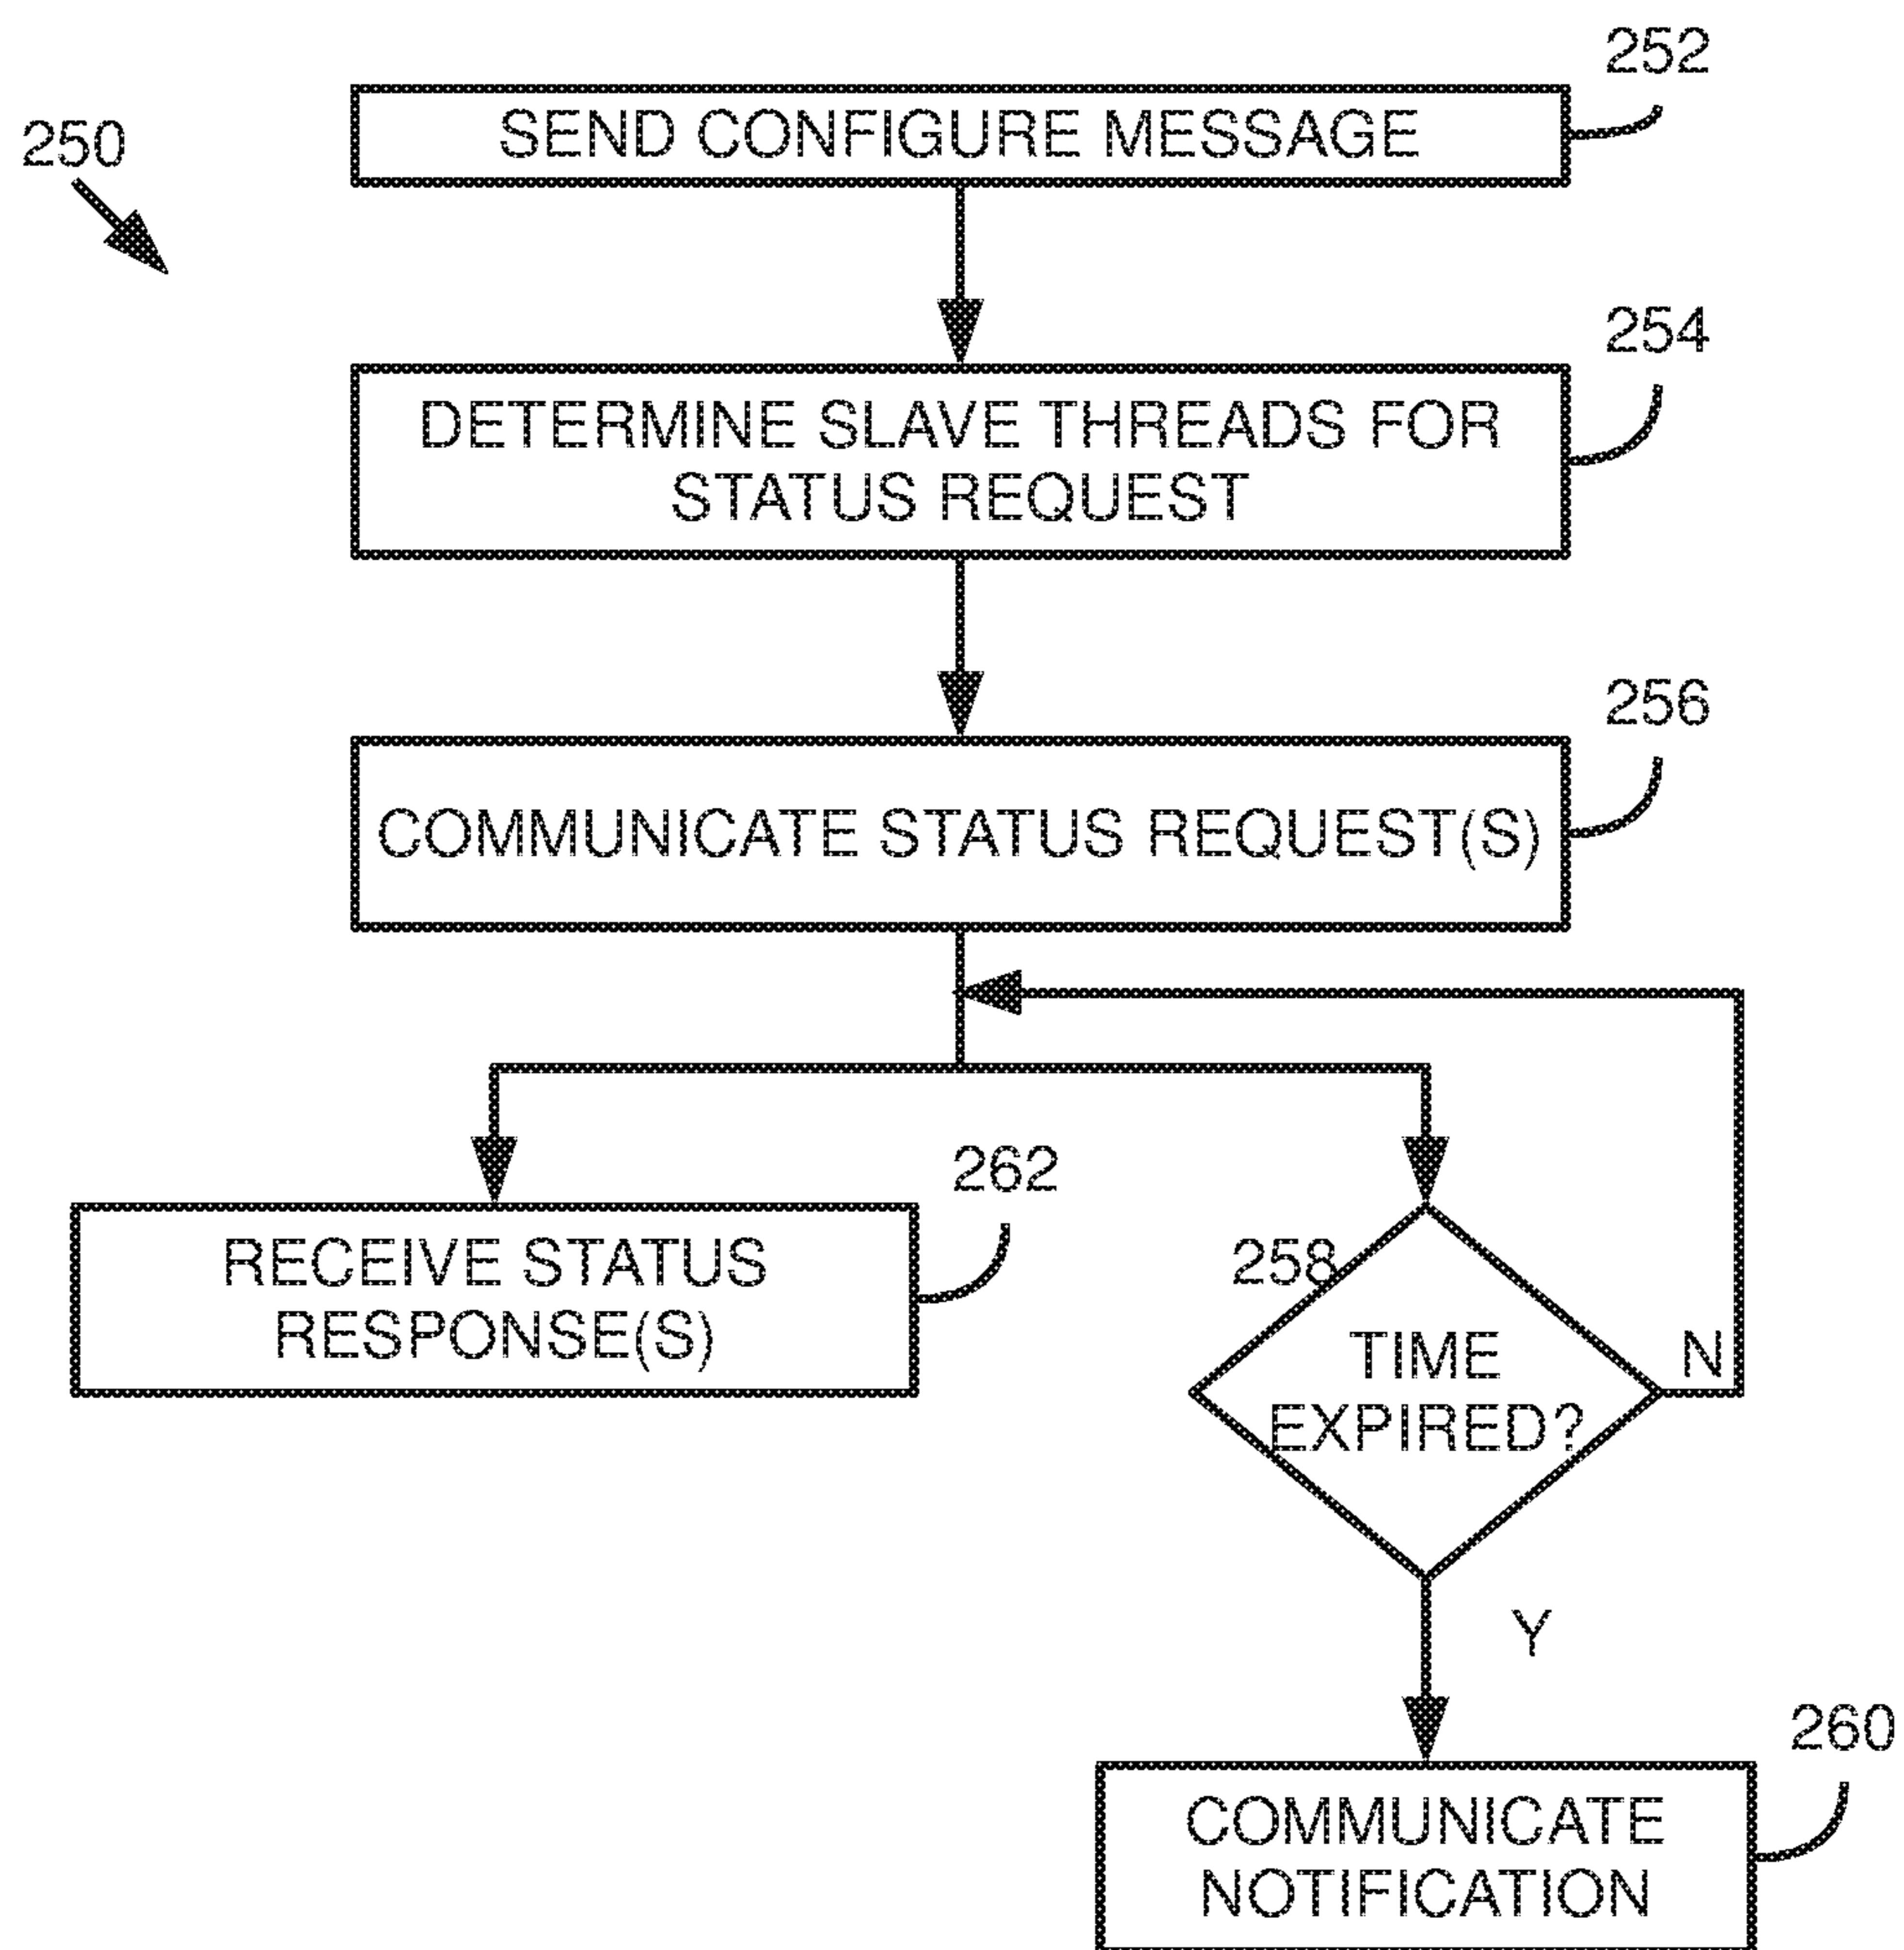 252
SEND CONFIGURE MESSAGE
250
254
DETERMINE SLAVE THREADS FOR
STATUS REQUEST
256
COMMUNICATE STATUS REQUEST(S)
262
RECEIVE STATUS
RESPONSE(S)
258
TIME
EXPIRED?
N
Y
260
COMMUNICATE
NOTIFICATION